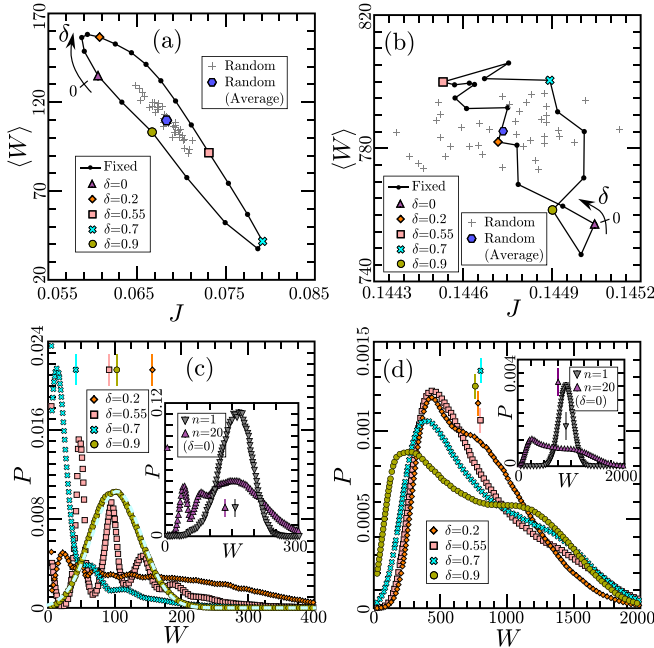 (a)
⟨W⟩
170
120
70
20
δ
0
Random
Random
(Average)
Fixed
δ=0
δ=0.2
δ=0.55
δ=0.7
δ=0.9
0.055 0.065 0.075 0.085
J
(b)
⟨W⟩
820
780
740
Fixed
δ=0
δ=0.2
δ=0.55
δ=0.7
δ=0.9
δ
0
Random
Random
(Average)
0.1443 0.1446 0.1449 0.1452
J
(c)
P
0.024
0.016
0.008
0
δ=0.2
δ=0.55
δ=0.7
δ=0.9
0.12
P
0
n=1
n=20
(δ=0)
0 W 300
0 100 200 300 400
W
(d)
P
0.0015
0.001
0.0005
0
0.004
P
0
n=1
n=20
(δ=0)
0 W 2000
δ=0.2
δ=0.55
δ=0.7
δ=0.9
0 500 1000 1500 2000
W